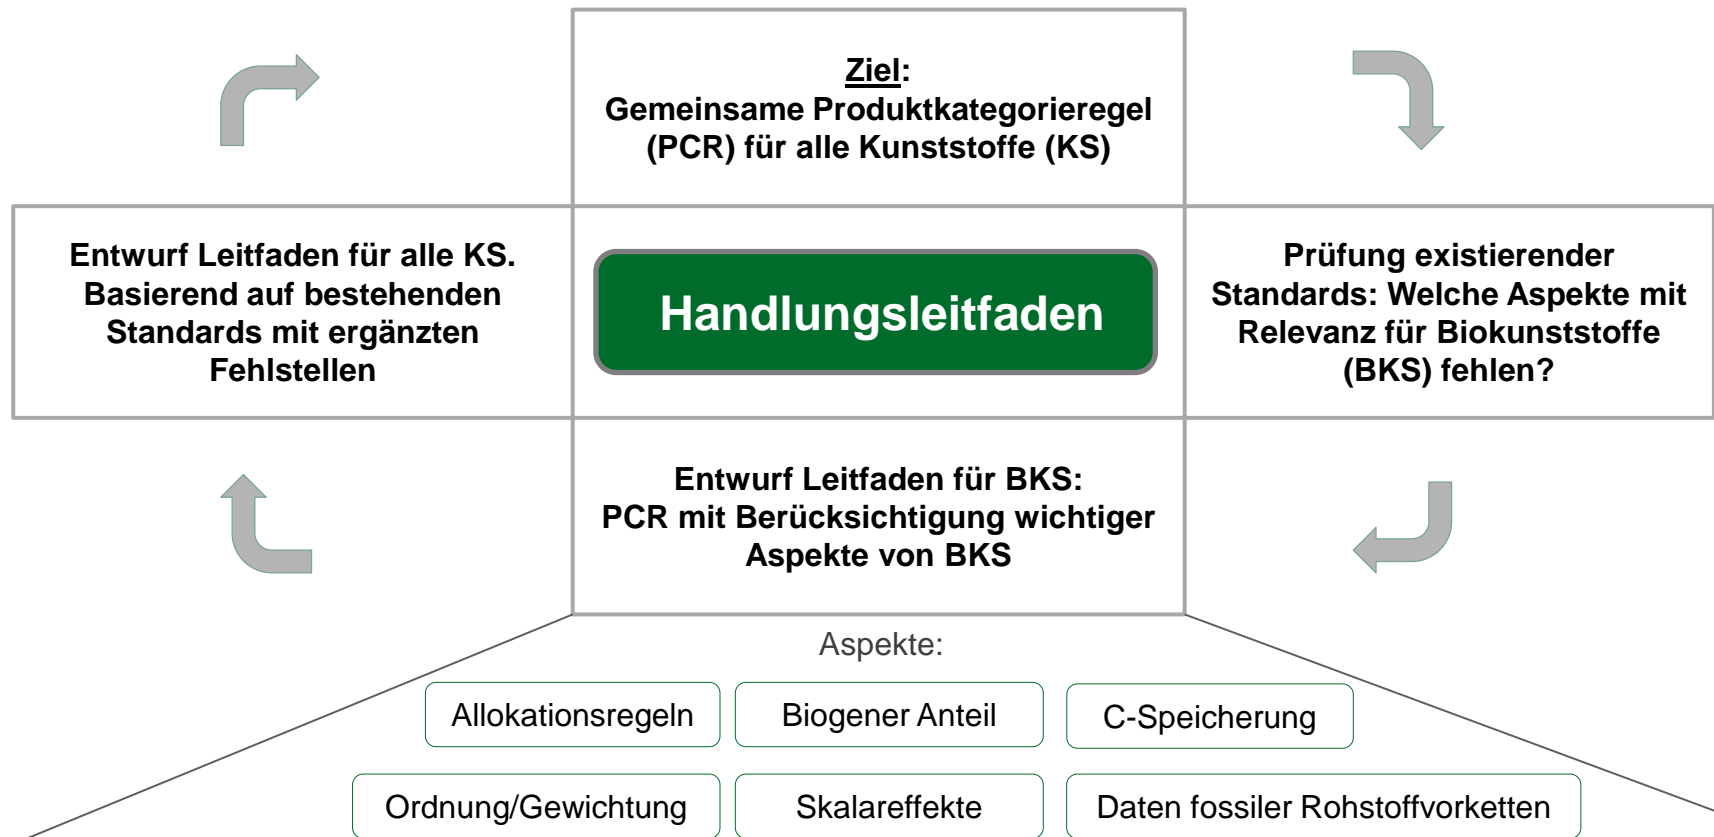 Ziel:
Gemeinsame Produktkategorieregel
(PCR) für alle Kunststoffe (KS)
Entwurf Leitfaden für alle KS.
Basierend auf bestehenden
Standards mit ergänzten
Fehlstellen
Handlungsleitfaden
Prüfung existierender
Standards: Welche Aspekte mit
Relevanz für Biokunststoffe
(BKS) fehlen?
Entwurf Leitfaden für BKS:
PCR mit Berücksichtigung wichtiger
Aspekte von BKS
Aspekte:
Allokationsregeln
Biogener Anteil
C-Speicherung
Ordnung/Gewichtung
Skalareffekte
Daten fossiler Rohstoffvorketten